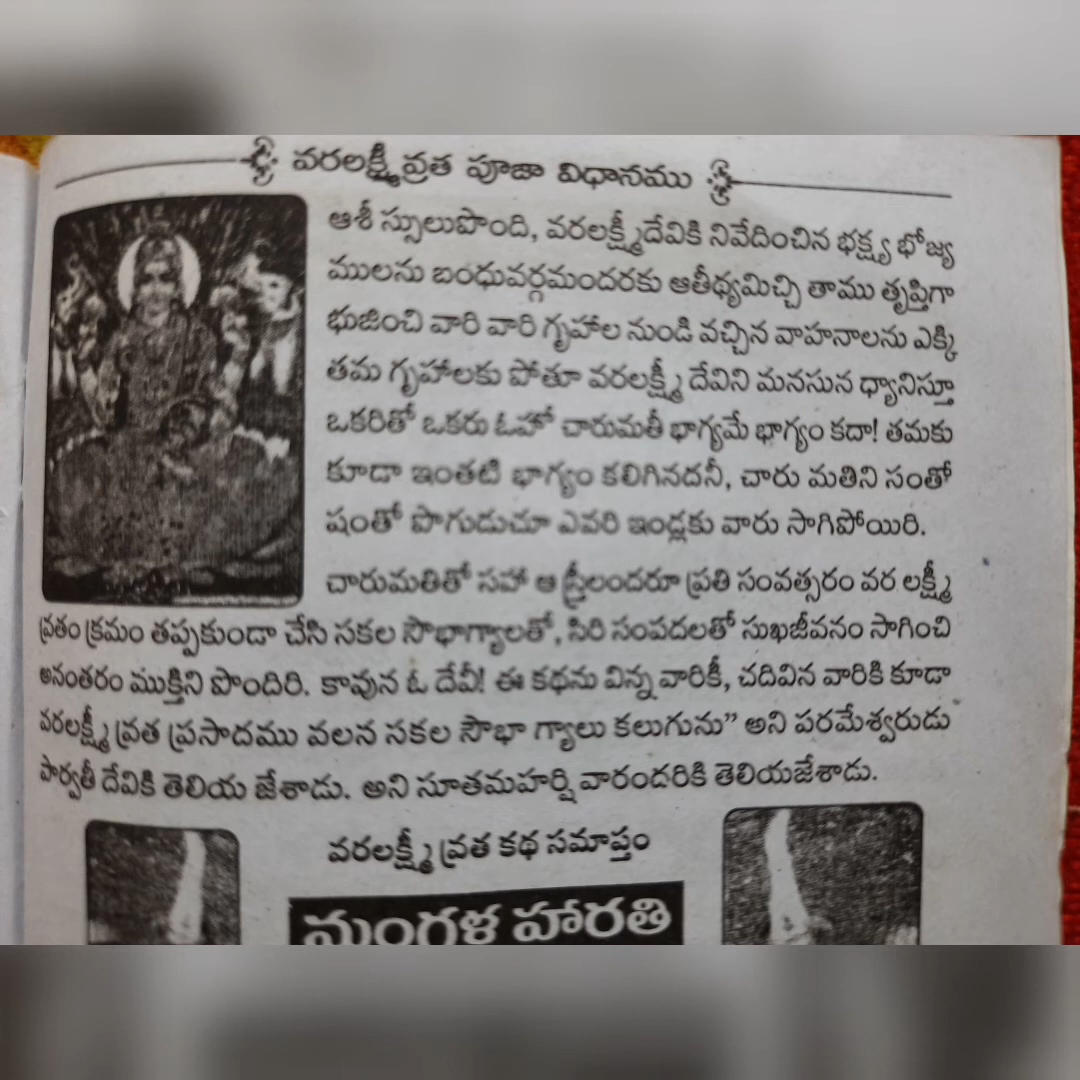 వరలక్ష్మీ వ్రత పూజా విధానము
ఆశీ స్సులుపొంది, వరలక్ష్మీదేవికి నివేదించిన భక్ష్య భోజ్య
ములను బంధువర్గమందరకు ఆతీథ్యమిచ్చి తాము తృప్తిగా
భుజించి వారి వారి గృహాల నుండి వచ్చిన వాహనాలను ఎక్కి
తమ గృహాలకు పోతూ వరలక్ష్మీ దేవిని మనసున ధ్యానిస్తూ
ఒకరితో ఒకరు ఓహో చారుమతీ భాగ్యమే భాగ్యం కదా! తమకు
కూడా ఇంతటి భాగ్యం కలిగినదనీ, చారు మతిని సంతో
షంతో పొగుడుచూ ఎవరి ఇండ్లకు వారు సాగిపోయిరి.
చారుమతితో సహా ఆ స్త్రీలందరూ ప్రతి సంవత్సరం వర లక్ష్మీ
వ్రతం క్రమం తప్పకుండా చేసి సకల సౌభాగ్యాలతో, సిరి సంపదలతో సుఖజీవనం సాగించి
అనంతరం ముక్తిని పొందిరి. కావున ఓ దేవీ! ఈ కథను విన్న వారికీ, చదివిన వారికి కూడా
వరలక్ష్మీ వ్రత ప్రసాదము వలన సకల సౌభా గ్యాలు కలుగును” అని పరమేశ్వరుడు
పార్వతీ దేవికి తెలియ జేశాడు. అని సూతమహర్షి వారందరికి తెలియజేశాడు.
వరలక్ష్మీ వ్రత కథ సమాప్తం
మంగళ హారతి